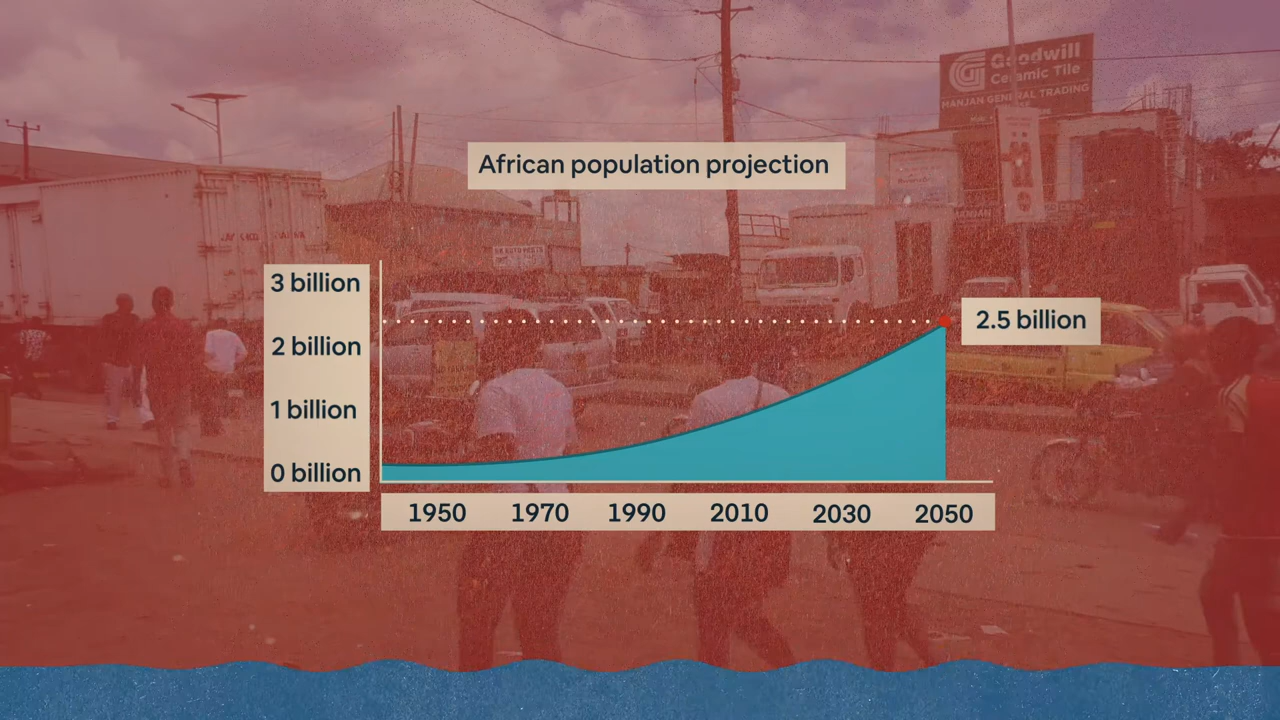 Goodwill
Ceramic Tile
MANJAN GENERAL TRADING
African population projection
MANJAN
3 billion
2 billion
1 billion
0 billion
2.5 billion
1950 1970 1990 2010 2030 2050